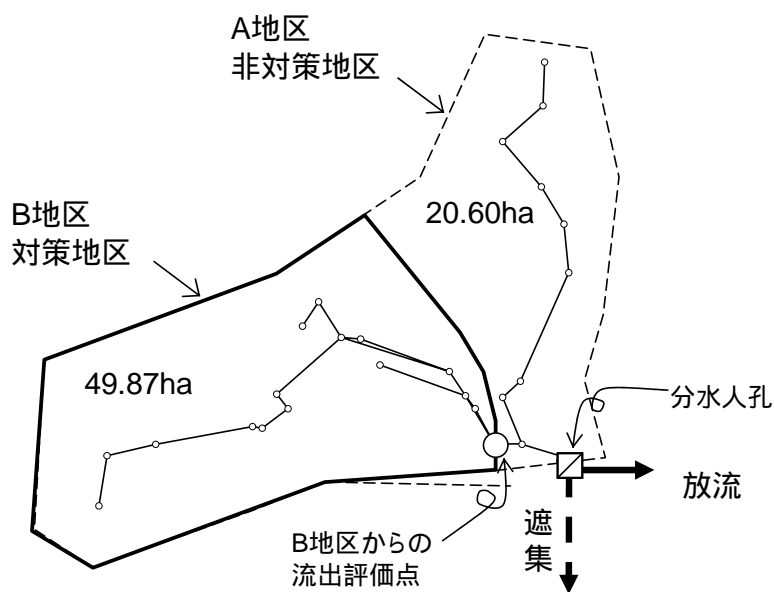 A地区
非対策地区
B地区
対策地区
20.60ha
49.87ha
分水人孔
放流
遮集
B地区からの
流出評価点